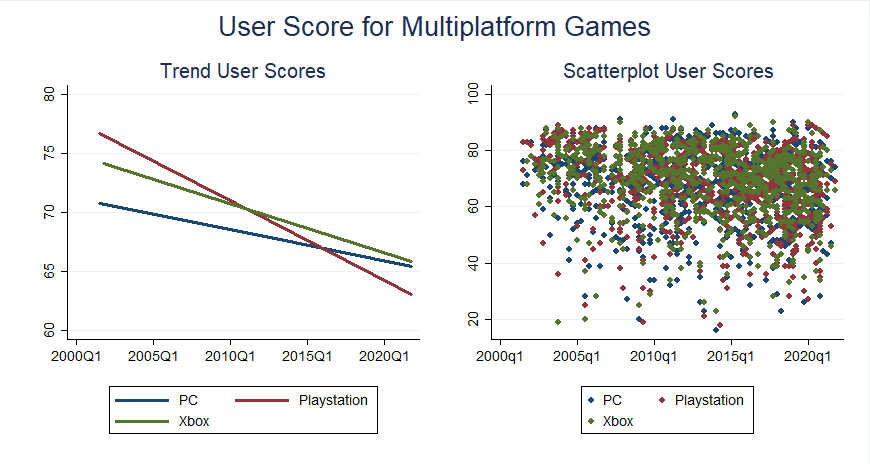 User Score for Multiplatform Games
Trend User Scores
80
75
70
65
60
2000Q1 2005Q1 2010Q1 2015Q1 2020Q1
PC Playstation
Xbox
Scatterplot User Scores
100
80
60
40
20
2000q1 2005q1 2010q1 2015q1 2020q1
PC Playstation
Xbox